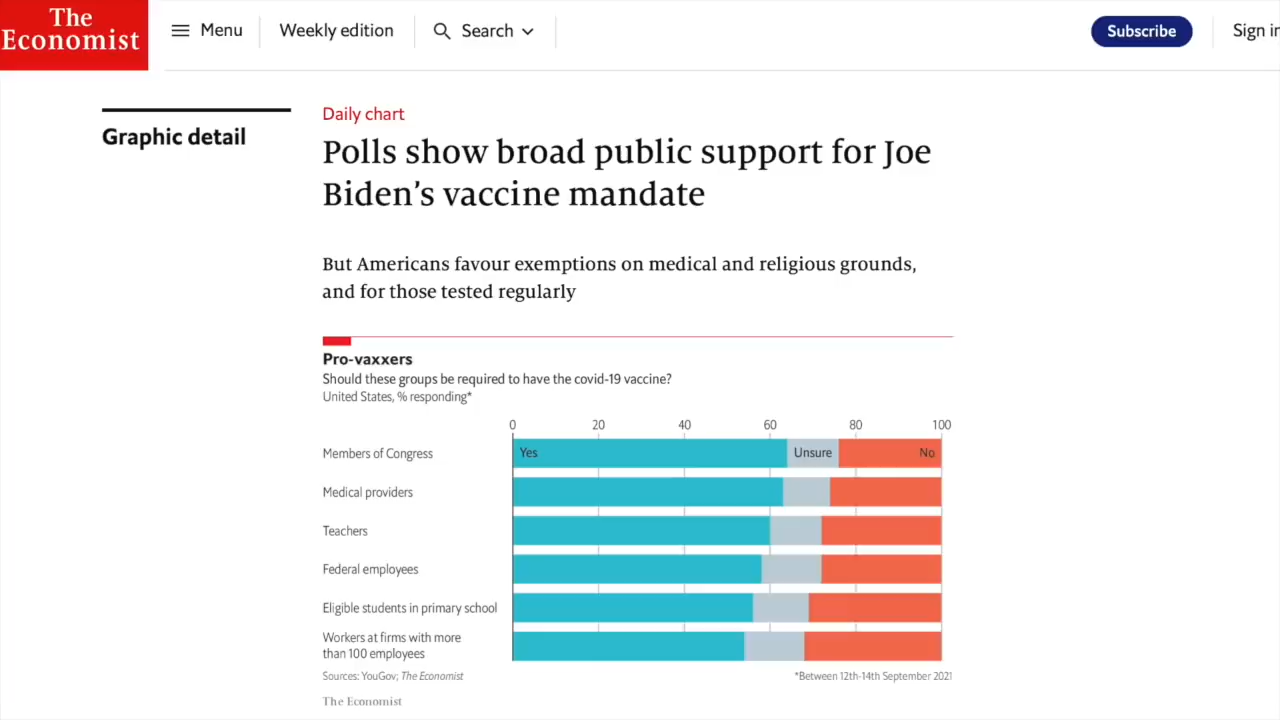 The
Economist
Menu
Weekly edition
Search
Subscribe
Sign in
Graphic detail
Daily chart
Polls show broad public support for Joe
Biden’s vaccine mandate
But Americans favour exemptions on medical and religious grounds,
and for those tested regularly
Pro-vaxxers
Should these groups be required to have the covid-19 vaccine?
United States, % responding*
0 20 40 60 80 100
Members of Congress
Yes Unsure No
Medical providers
Teachers
Federal employees
Eligible students in primary school
Workers at firms with more
than 100 employees
Sources: YouGov; The Economist
*Between 12th-14th September 2021
The Economist